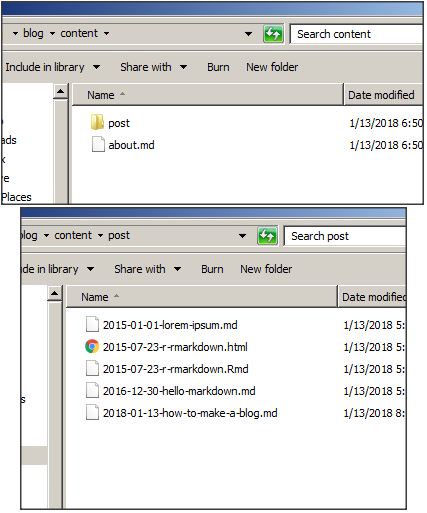 blog content
Search content
Include in library Share with Burn New folder
Name Date modified
post 1/13/2018 6:50
ads about.md 1/13/2018 6:50
Places
blog content post
Search post
de in library Share with Burn New folder
Name Date modified
2015-01-01-lorem-ipsum.md 1/13/2018 5:
2015-07-23-r-rmarkdown.html 1/13/2018 5:
2015-07-23-r-rmarkdown.Rmd 1/13/2018 5:
2016-12-30-hello-markdown.md 1/13/2018 5:
2018-01-13-how-to-make-a-blog.md 1/13/2018 8: